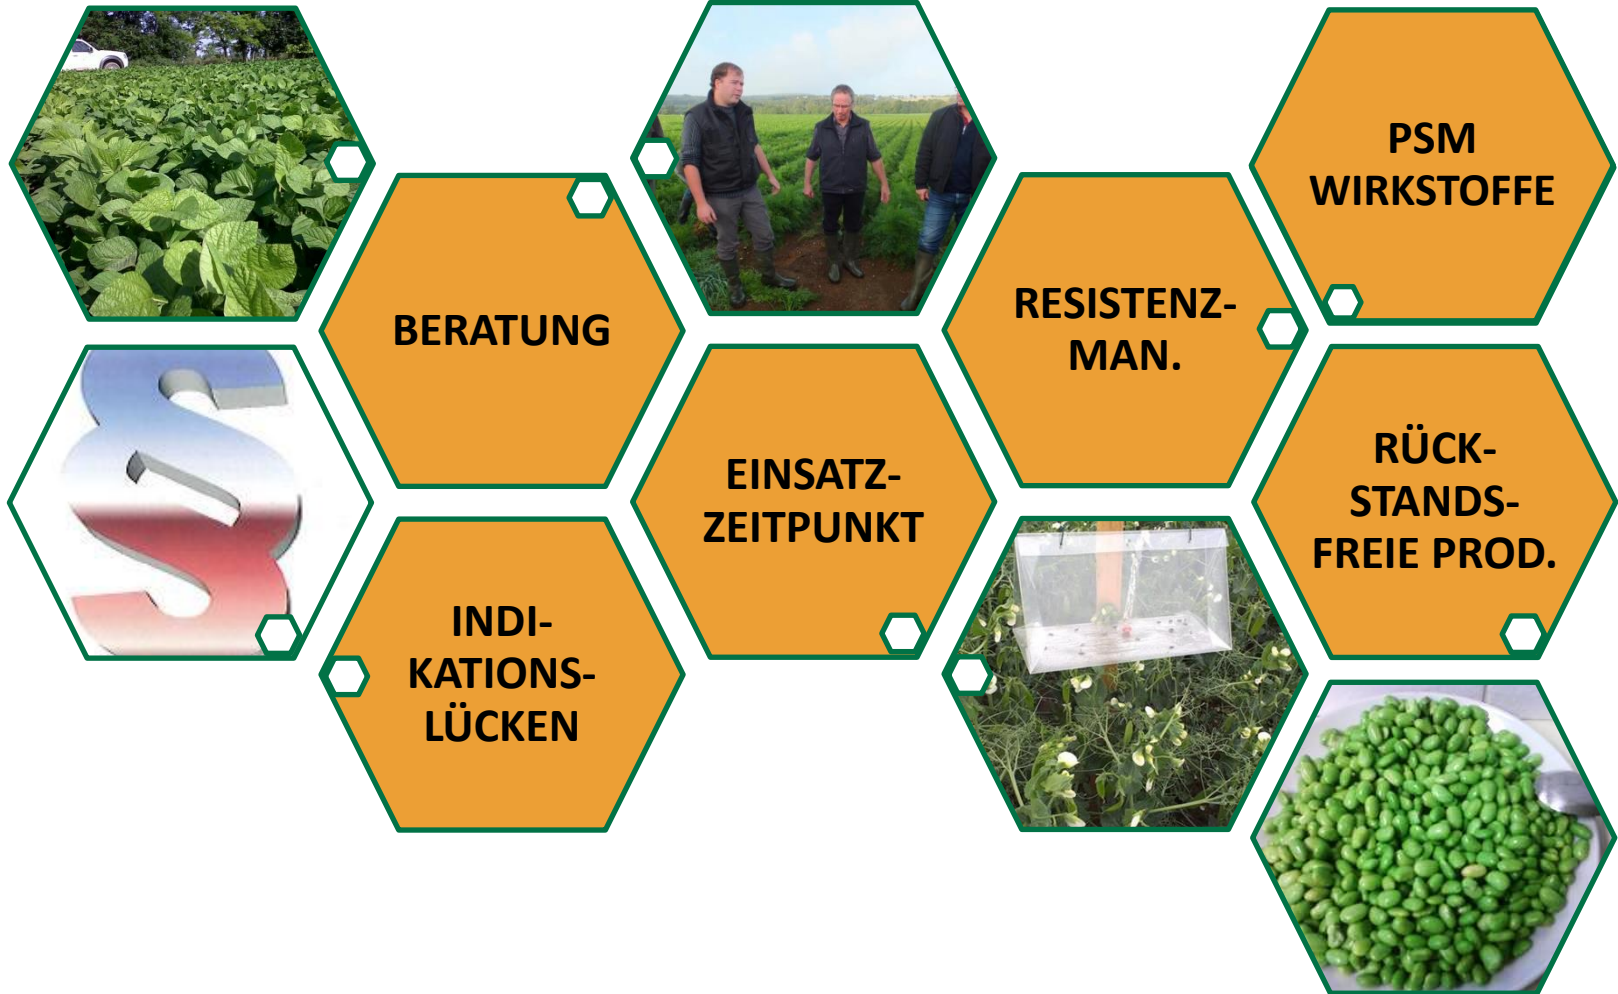 BERATUNG
INDI-
KATIONS-
LÜCKEN
EINSATZ-
ZEITPUNKT
RESISTENZ-
MAN.
PSM
WIRKSTOFFE
RÜCK-
STANDS-
FREIE PROD.